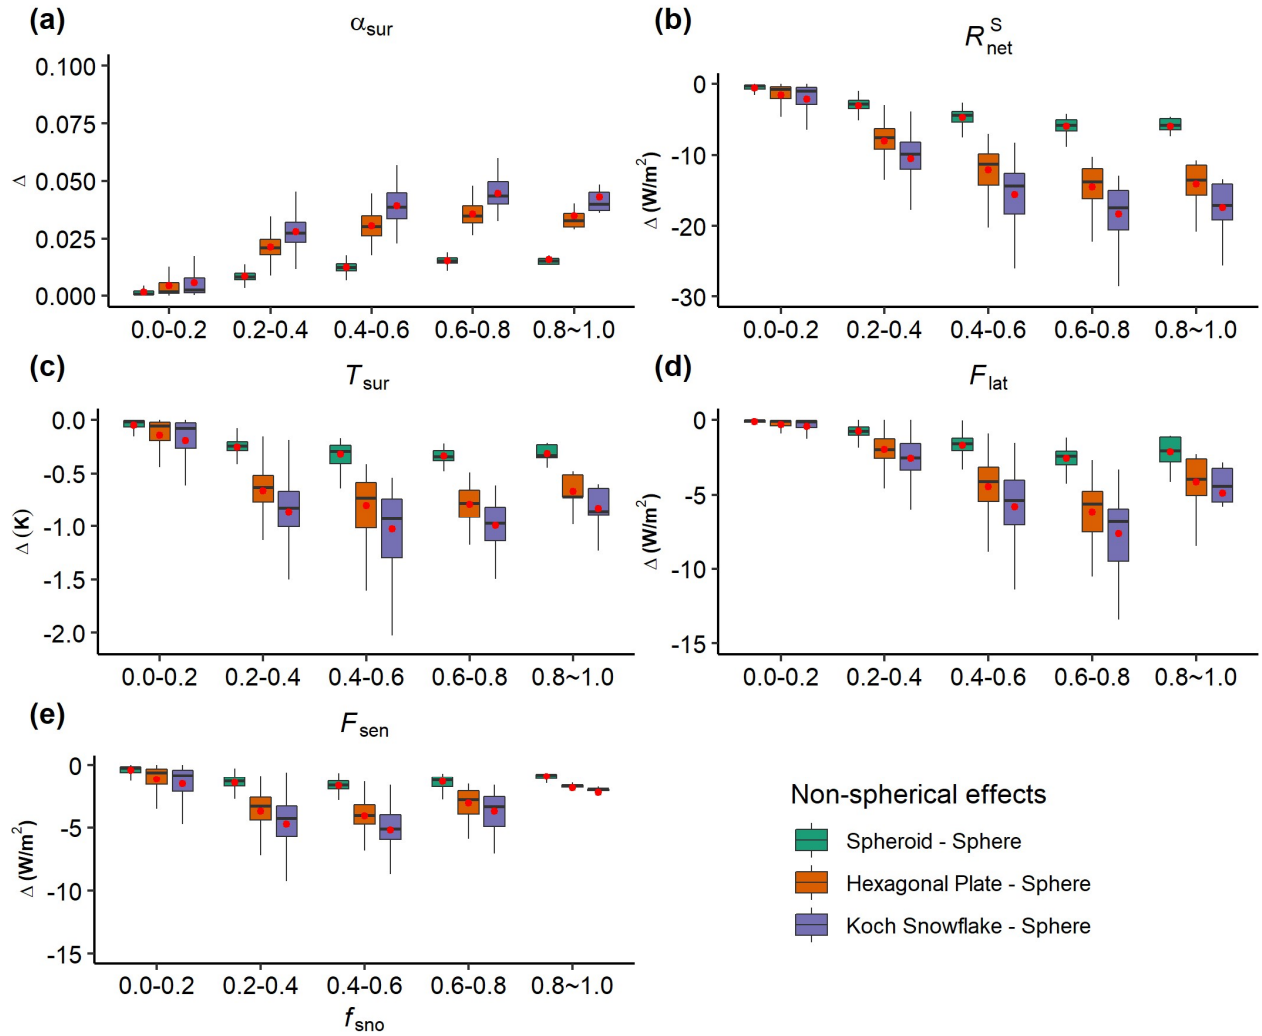 (a)
α_sur
Δ
0.100
0.075
0.050
0.025
0.000
0.0-0.2 0.2-0.4 0.4-0.6 0.6-0.8 0.8~1.0
(b)
R^S_net
Δ (W/m²)
0
-10
-20
-30
0.0-0.2 0.2-0.4 0.4-0.6 0.6-0.8 0.8~1.0
(c)
T_sur
Δ (K)
0.0
-0.5
-1.0
-1.5
-2.0
0.0-0.2 0.2-0.4 0.4-0.6 0.6-0.8 0.8~1.0
(d)
F_lat
Δ (W/m²)
0
-5
-10
-15
0.0-0.2 0.2-0.4 0.4-0.6 0.6-0.8 0.8~1.0
(e)
F_sen
Δ (W/m²)
0
-5
-10
-15
0.0-0.2 0.2-0.4 0.4-0.6 0.6-0.8 0.8~1.0
f_sno
Non-spherical effects
Spheroid - Sphere
Hexagonal Plate - Sphere
Koch Snowflake - Sphere